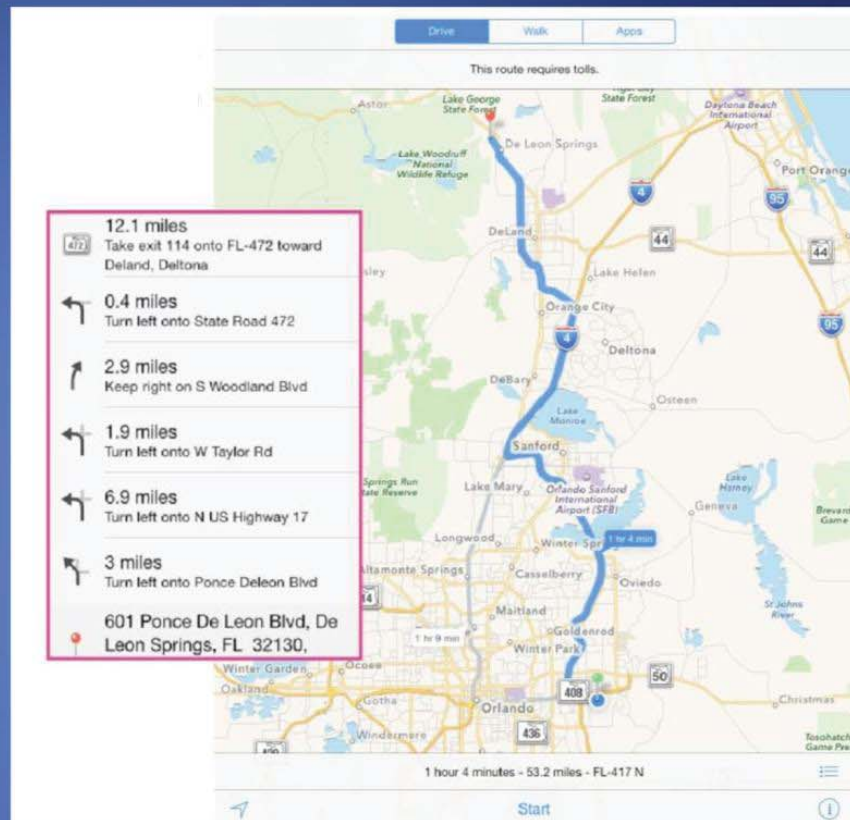 Drive
Walk
Apps
This route requires tolls.
Astor
Lake George
State Forest
State Forest
Daytona Beach
International
Airport
De Leon Springs
Lake Woodruff
National
Wildlife Refuge
Port Orange
4
95
DeLand
44
44
Lake Helen
Orange City
95
4
Deltona
DeBary
Osteen
Lake
Monroe
Sanford
Lake Mary
Orlando Sanford
International
Airport (SFB)
Lake
Harney
Springs Run
Geneva
Longwood
Winter Spr
1 hr 4 min
Altamonte Springs
Casselberry
Oviedo
Maitland
St Johns
River
1 hr 9 min
Goldenrod
Winter Park
Winter Garden
Ocoee
50
Oakland
408
Gotha
Orlando
Christmas
436
Windermere
Tosohatch
1 hour 4 minutes - 53.2 miles - FL-417 N
Start
472
12.1 miles
Take exit 114 onto FL-472 toward
Deland, Deltona
0.4 miles
Turn left onto State Road 472
2.9 miles
Keep right on S Woodland Blvd
1.9 miles
Turn left onto W Taylor Rd
6.9 miles
Turn left onto N US Highway 17
3 miles
Turn left onto Ponce Deleon Blvd
601 Ponce De Leon Blvd, De
Leon Springs, FL 32130,